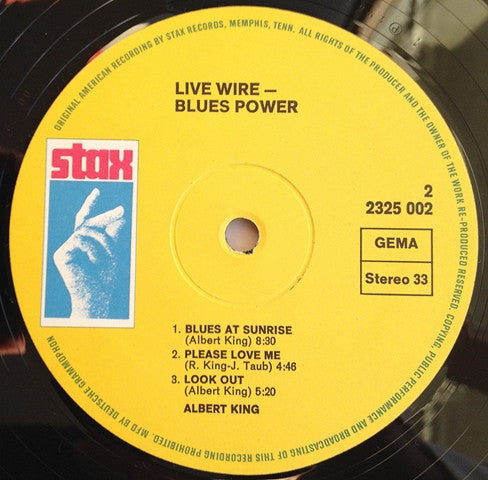 ORIGINAL AMERICAN RECORDING BY STAX RECORDS, MEMPHIS, TENN. ALL RIGHTS OF THE PRODUCER AND THE OWNER OF THE WORK RE-PRODUCED RESERVED. COPYING, PUBLIC PERFORMANCE AND BROADCASTING OF THIS RECORDING PROHIBITED. MFD BY DEUTSCHE GRAMMOPHON
LIVE WIRE —
BLUES POWER
stax
2
2325 002
GEMA
Stereo 33
1. BLUES AT SUNRISE
(Albert King) 8:30
2. PLEASE LOVE ME
(R. King-J. Taub) 4:46
3. LOOK OUT
(Albert King) 5:20
ALBERT KING